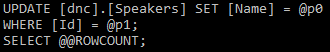 UPDATE [dnc].[Speakers] SET [Name] = @p0
WHERE [Id] = @p1;
SELECT @@ROWCOUNT;